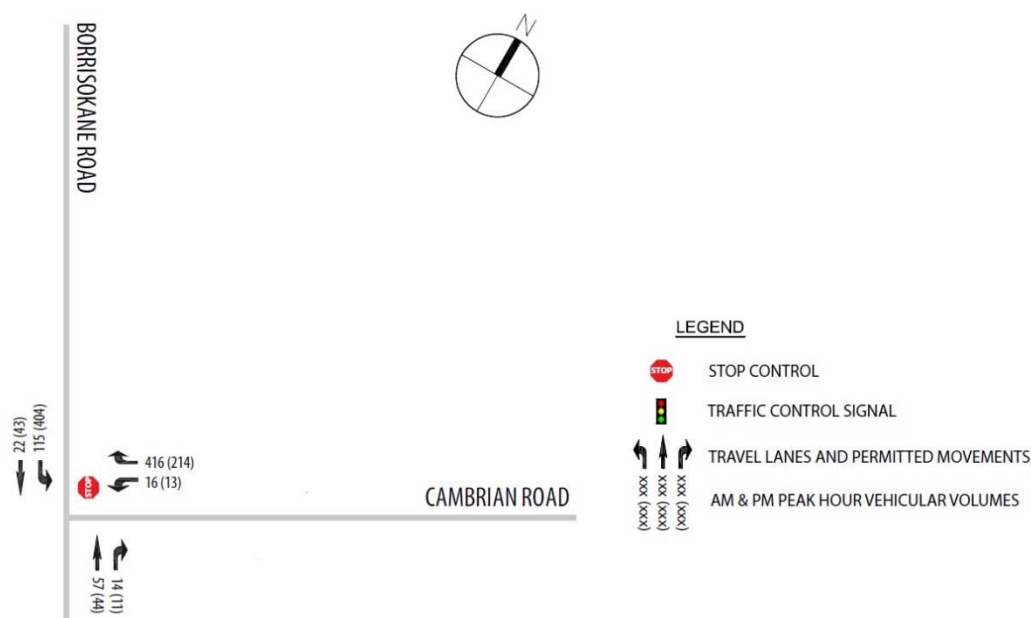 BORRISOKANE ROAD
N
22 (43)
115 (404)
416 (214)
16 (13)
STOP
CAMBRIAN ROAD
57 (44)
14 (11)
LEGEND
STOP
STOP CONTROL
TRAFFIC CONTROL SIGNAL
TRAVEL LANES AND PERMITTED MOVEMENTS
xxx (xxx)
xxx (xxx)
xxx (xxx)
AM & PM PEAK HOUR VEHICULAR VOLUMES